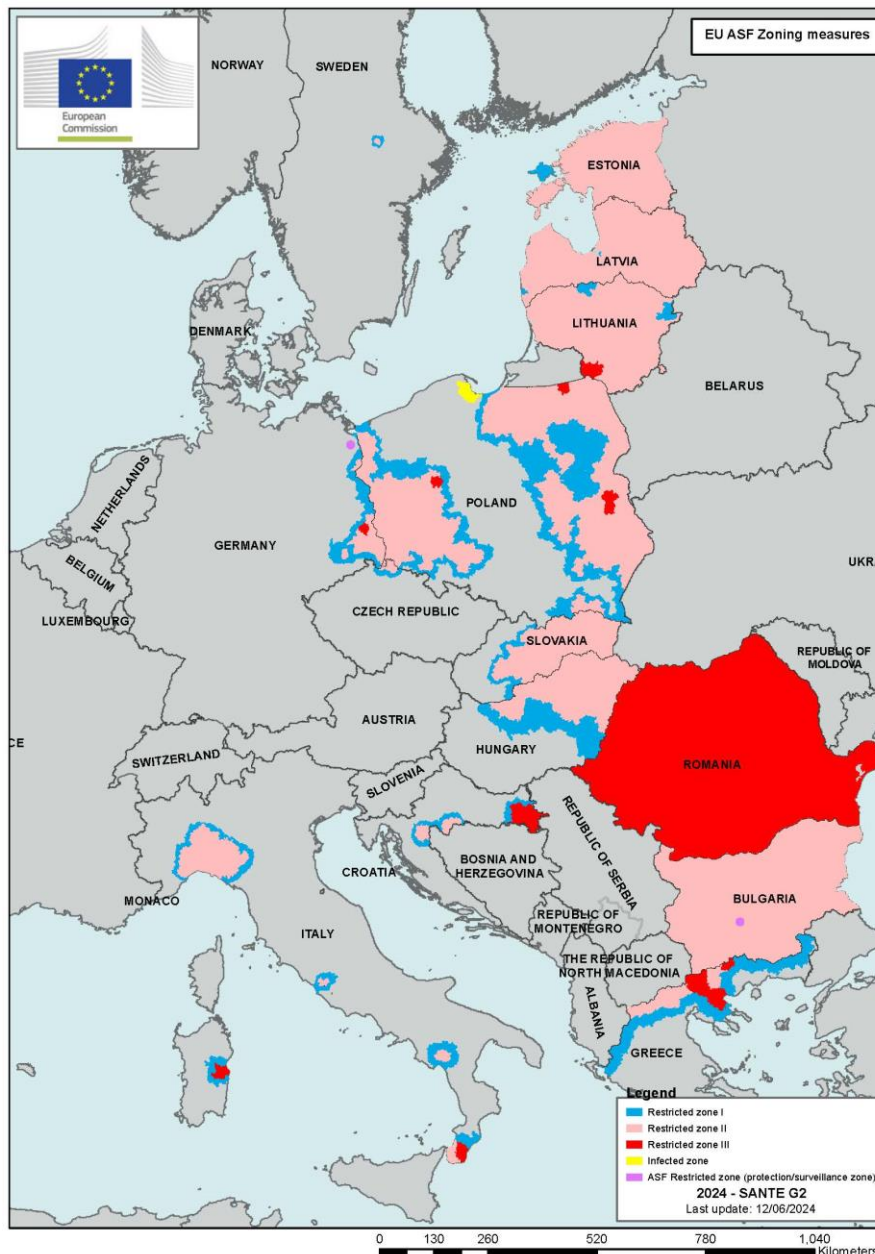 EU ASF Zoning measures
European
Commission
NORWAY
SWEDEN
ESTONIA
LATVIA
LITHUANIA
DENMARK
BELARUS
NETHERLANDS
POLAND
GERMANY
BELGIUM
UKRA
LUXEMBOURG
CZECH REPUBLIC
SLOVAKIA
REPUBLIC OF
MOLDOVA
AUSTRIA
CE
HUNGARY
SWITZERLAND
ROMANIA
SLOVENIA
REPUBLIC OF SERBIA
CROATIA
BOSNIA AND
HERZEGOVINA
MONACO
BULGARIA
ITALY
REPUBLIC OF
MONTENEGRO
THE REPUBLIC OF
NORTH MACEDONIA
ALBANIA
GREECE
Legend
Restricted zone I
Restricted zone II
Restricted zone III
Infected zone
ASF Restricted zone (protection/surveillance zone)
2024 - SANTE G2
Last update: 12/06/2024
0 130 260 520 780 1,040
Kilometers